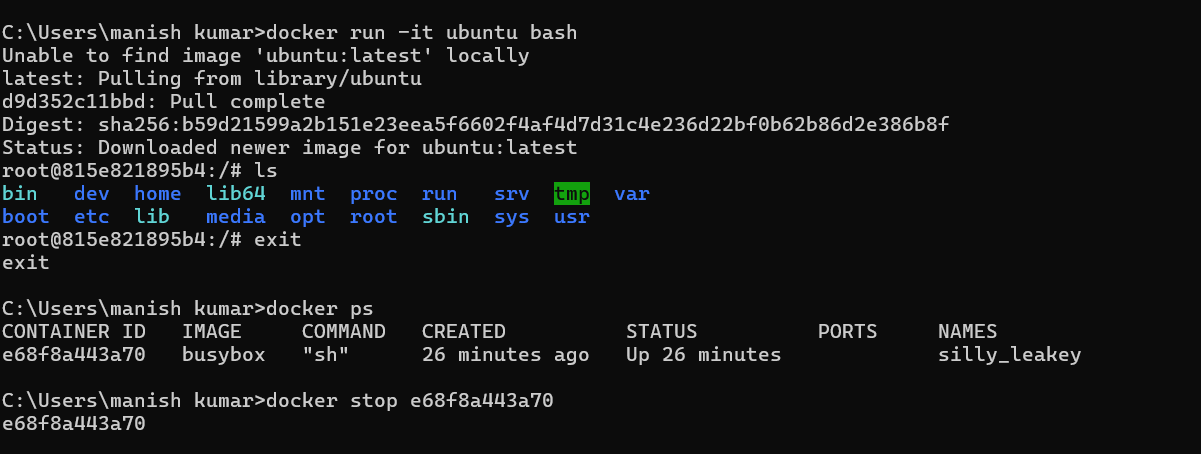 C:\Users\manish kumar>docker run -it ubuntu bash
Unable to find image 'ubuntu:latest' locally
latest: Pulling from library/ubuntu
d9d352c11bbd: Pull complete
Digest: sha256:b59d21599a2b151e23eea5f6602f4af4d7d31c4e236d22bf0b62b86d2e386b8f
Status: Downloaded newer image for ubuntu:latest
root@815e821895b4:/# ls
bin   dev  home  lib64  mnt  proc  run   srv  tmp  var
boot  etc  lib   media  opt  root  sbin  sys  usr
root@815e821895b4:/# exit
exit
C:\Users\manish kumar>docker ps
CONTAINER ID   IMAGE     COMMAND   CREATED          STATUS          PORTS     NAMES
e68f8a443a70   busybox   "sh"      26 minutes ago   Up 26 minutes             silly_leakey
C:\Users\manish kumar>docker stop e68f8a443a70
e68f8a443a70